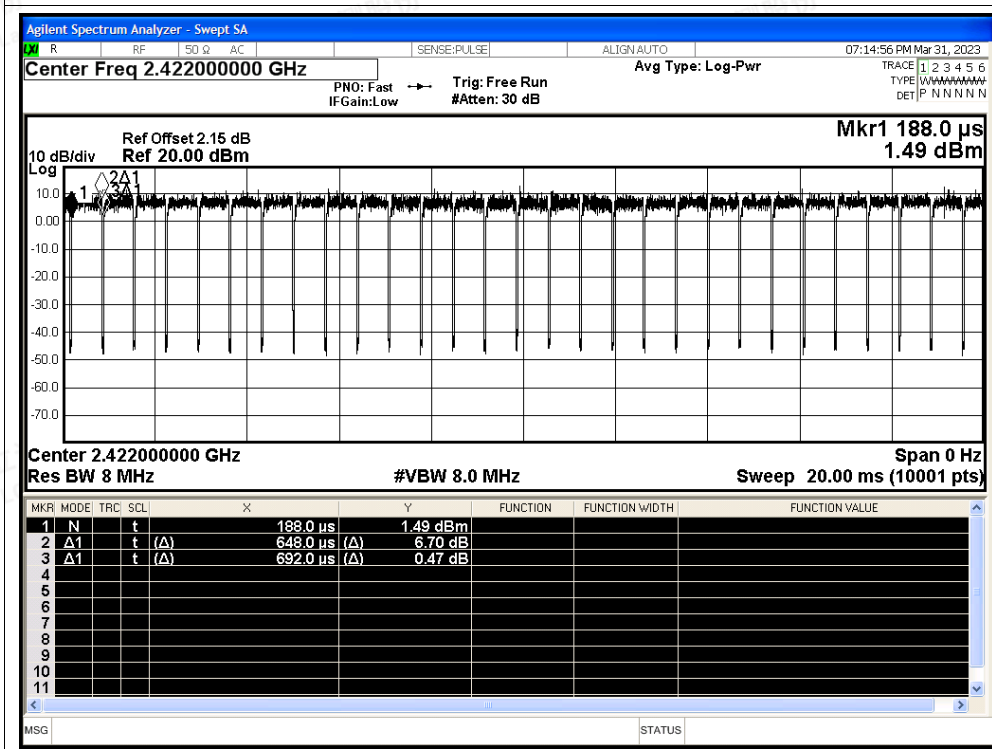 Agilent Spectrum Analyzer - Swept SA
LXI R RF 50 Ω AC SENSE:PULSE ALIGN AUTO 07:14:56 PM Mar 31, 2023
Center Freq 2.422000000 GHz Avg Type: Log-Pwr TRACE 1 2 3 4 5 6
PNO: Fast Trig: Free Run TYPE WWWWWW
IFGain:Low #Atten: 30 dB DET P N N N N N
Mkr1 188.0 µs
Ref Offset 2.15 dB
10 dB/div Ref 20.00 dBm 1.49 dBm
Log
2Δ1
10.0 1 3Δ1
0.00
-10.0
-20.0
-30.0
-40.0
-50.0
-60.0
-70.0
Center 2.422000000 GHz Span 0 Hz
Res BW 8 MHz #VBW 8.0 MHz Sweep 20.00 ms (10001 pts)
MKR MODE TRC SCL X Y FUNCTION FUNCTION WIDTH FUNCTION VALUE
1 N t 188.0 µs 1.49 dBm
2 Δ1 t (Δ) 648.0 µs (Δ) 6.70 dB
3 Δ1 t (Δ) 692.0 µs (Δ) 0.47 dB
4
5
6
7
8
9
10
11
MSG STATUS